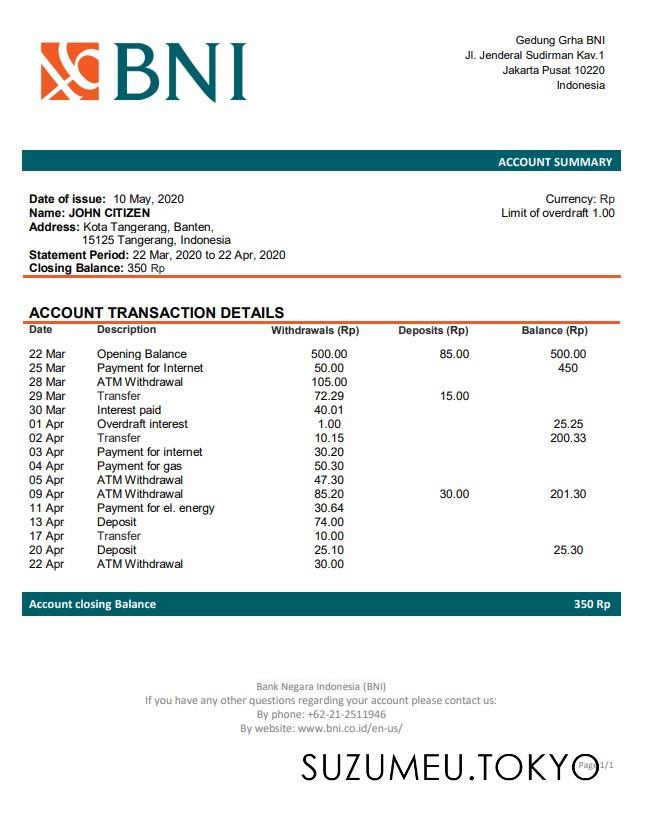 BNI
Gedung Grha BNI
Jl. Jenderal Sudirman Kav.1
Jakarta Pusat 10220
Indonesia
ACCOUNT SUMMARY
Date of issue: 10 May, 2020
Currency: Rp
Name: JOHN CITIZEN
Limit of overdraft 1.00
Address: Kota Tangerang, Banten,
15125 Tangerang, Indonesia
Statement Period: 22 Mar, 2020 to 22 Apr, 2020
Closing Balance: 350 Rp
ACCOUNT TRANSACTION DETAILS
Date Description Withdrawals (Rp) Deposits (Rp) Balance (Rp)
22 Mar Opening Balance 500.00 85.00 500.00
25 Mar Payment for Internet 50.00 450
28 Mar ATM Withdrawal 105.00
29 Mar Transfer 72.29 15.00
30 Mar Interest paid 40.01
01 Apr Overdraft interest 1.00 25.25
02 Apr Transfer 10.15 200.33
03 Apr Payment for internet 30.20
04 Apr Payment for gas 50.30
05 Apr ATM Withdrawal 47.30
09 Apr ATM Withdrawal 85.20 30.00 201.30
11 Apr Payment for el. energy 30.64
13 Apr Deposit 74.00
17 Apr Transfer 10.00
20 Apr Deposit 25.10 25.30
22 Apr ATM Withdrawal 30.00
Account closing Balance 350 Rp
Bank Negara Indonesia (BNI)
If you have any other questions regarding your account please contact us:
By phone: +62-21-2511946
By website: www.bni.co.id/en-us/
SUZUMEU.TOKYO
Page 1/1